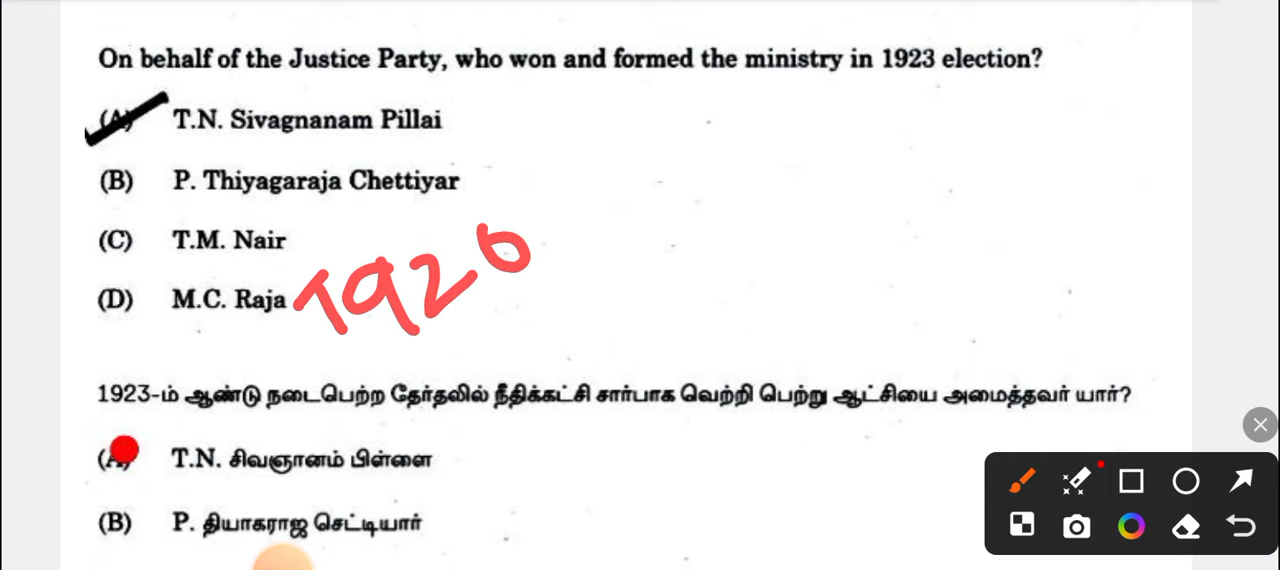 On behalf of the Justice Party, who won and formed the ministry in 1923 election?
(A) T.N. Sivagnanam Pillai
(B) P. Thiyagaraja Chettiyar
(C) T.M. Nair
(D) M.C. Raja
1920
1923-ம் ஆண்டு நடைபெற்ற தேர்தலில் நீதிக்கட்சி சார்பாக வெற்றி பெற்று ஆட்சியை அமைத்தவர் யார்?
(A) T.N. சிவஞானம் பிள்ளை
(B) P. தியாகராஜ செட்டியார்